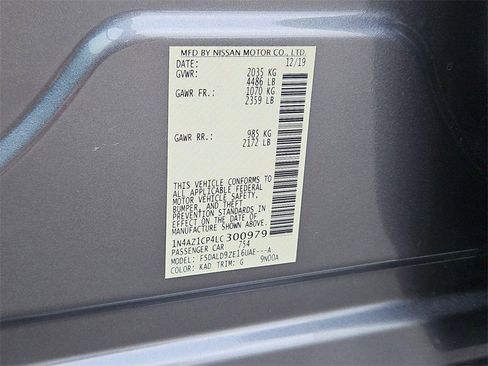 MFD BY NISSAN MOTOR CO., LTD.
DATE: 12/19
GVWR: 2035 KG
4486 LB
GAWR FR.: 1070 KG
2359 LB
GAWR RR.: 985 KG
2172 LB
THIS VEHICLE CONFORMS TO
ALL APPLICABLE FEDERAL
MOTOR VEHICLE SAFETY,
BUMPER, AND THEFT
PREVENTION STANDARDS IN
EFFECT ON THE DATE OF
MANUFACTURE SHOWN ABOVE.
1N4AZ1CP4LC300979
PASSENGER CAR 754
MODEL: FSDALD9ZE16UAE---A
COLOR: KAD TRIM: G 9N00A